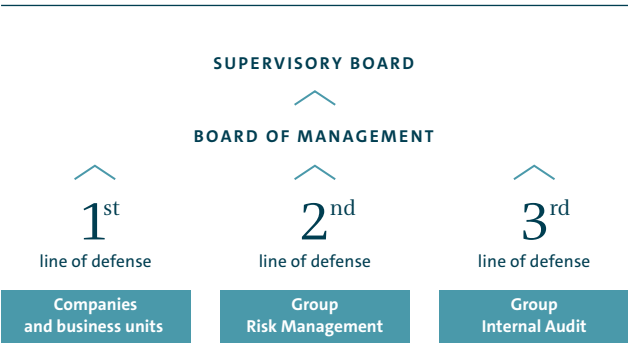 SUPERVISORY BOARD
BOARD OF MANAGEMENT
1st
line of defense
Companies
and business units
2nd
line of defense
Group
Risk Management
3rd
line of defense
Group
Internal Audit